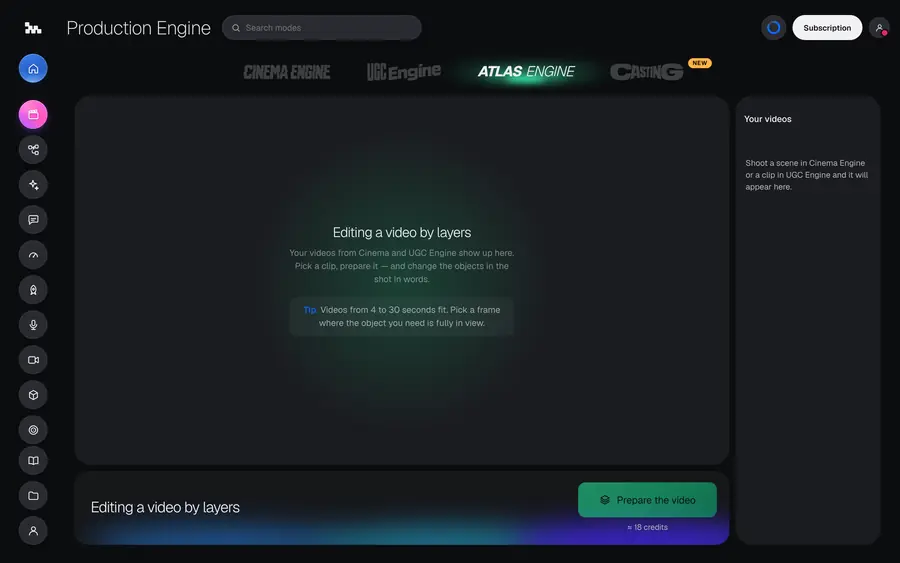 Production Engine
Search modes
Subscription
CINEMA ENGINE
UGC Engine
ATLAS ENGINE
CASTING
NEW
Editing a video by layers
Your videos from Cinema and UGC Engine show up here.
Pick a clip, prepare it — and change the objects in the
shot in words.
Tip Videos from 4 to 30 seconds fit. Pick a frame
where the object you need is fully in view.
Your videos
Shoot a scene in Cinema Engine
or a clip in UGC Engine and it will
appear here.
Editing a video by layers
Prepare the video
≈ 18 credits